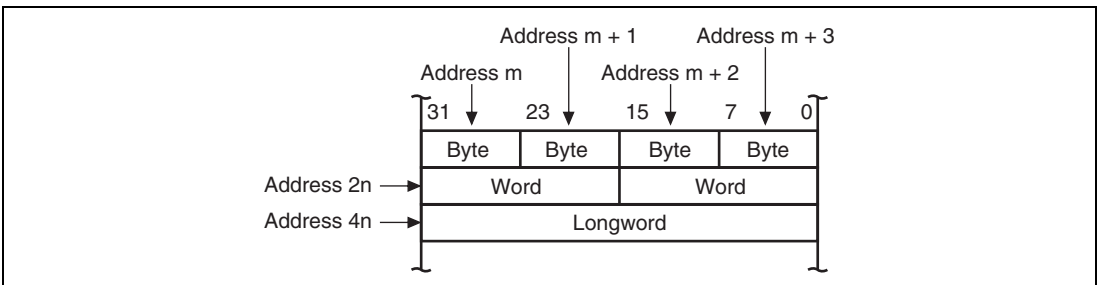 Address m + 1 Address m + 3
Address m Address m + 2
31 23 15 7 0
Byte Byte Byte Byte
Address 2n Word Word
Address 4n Longword